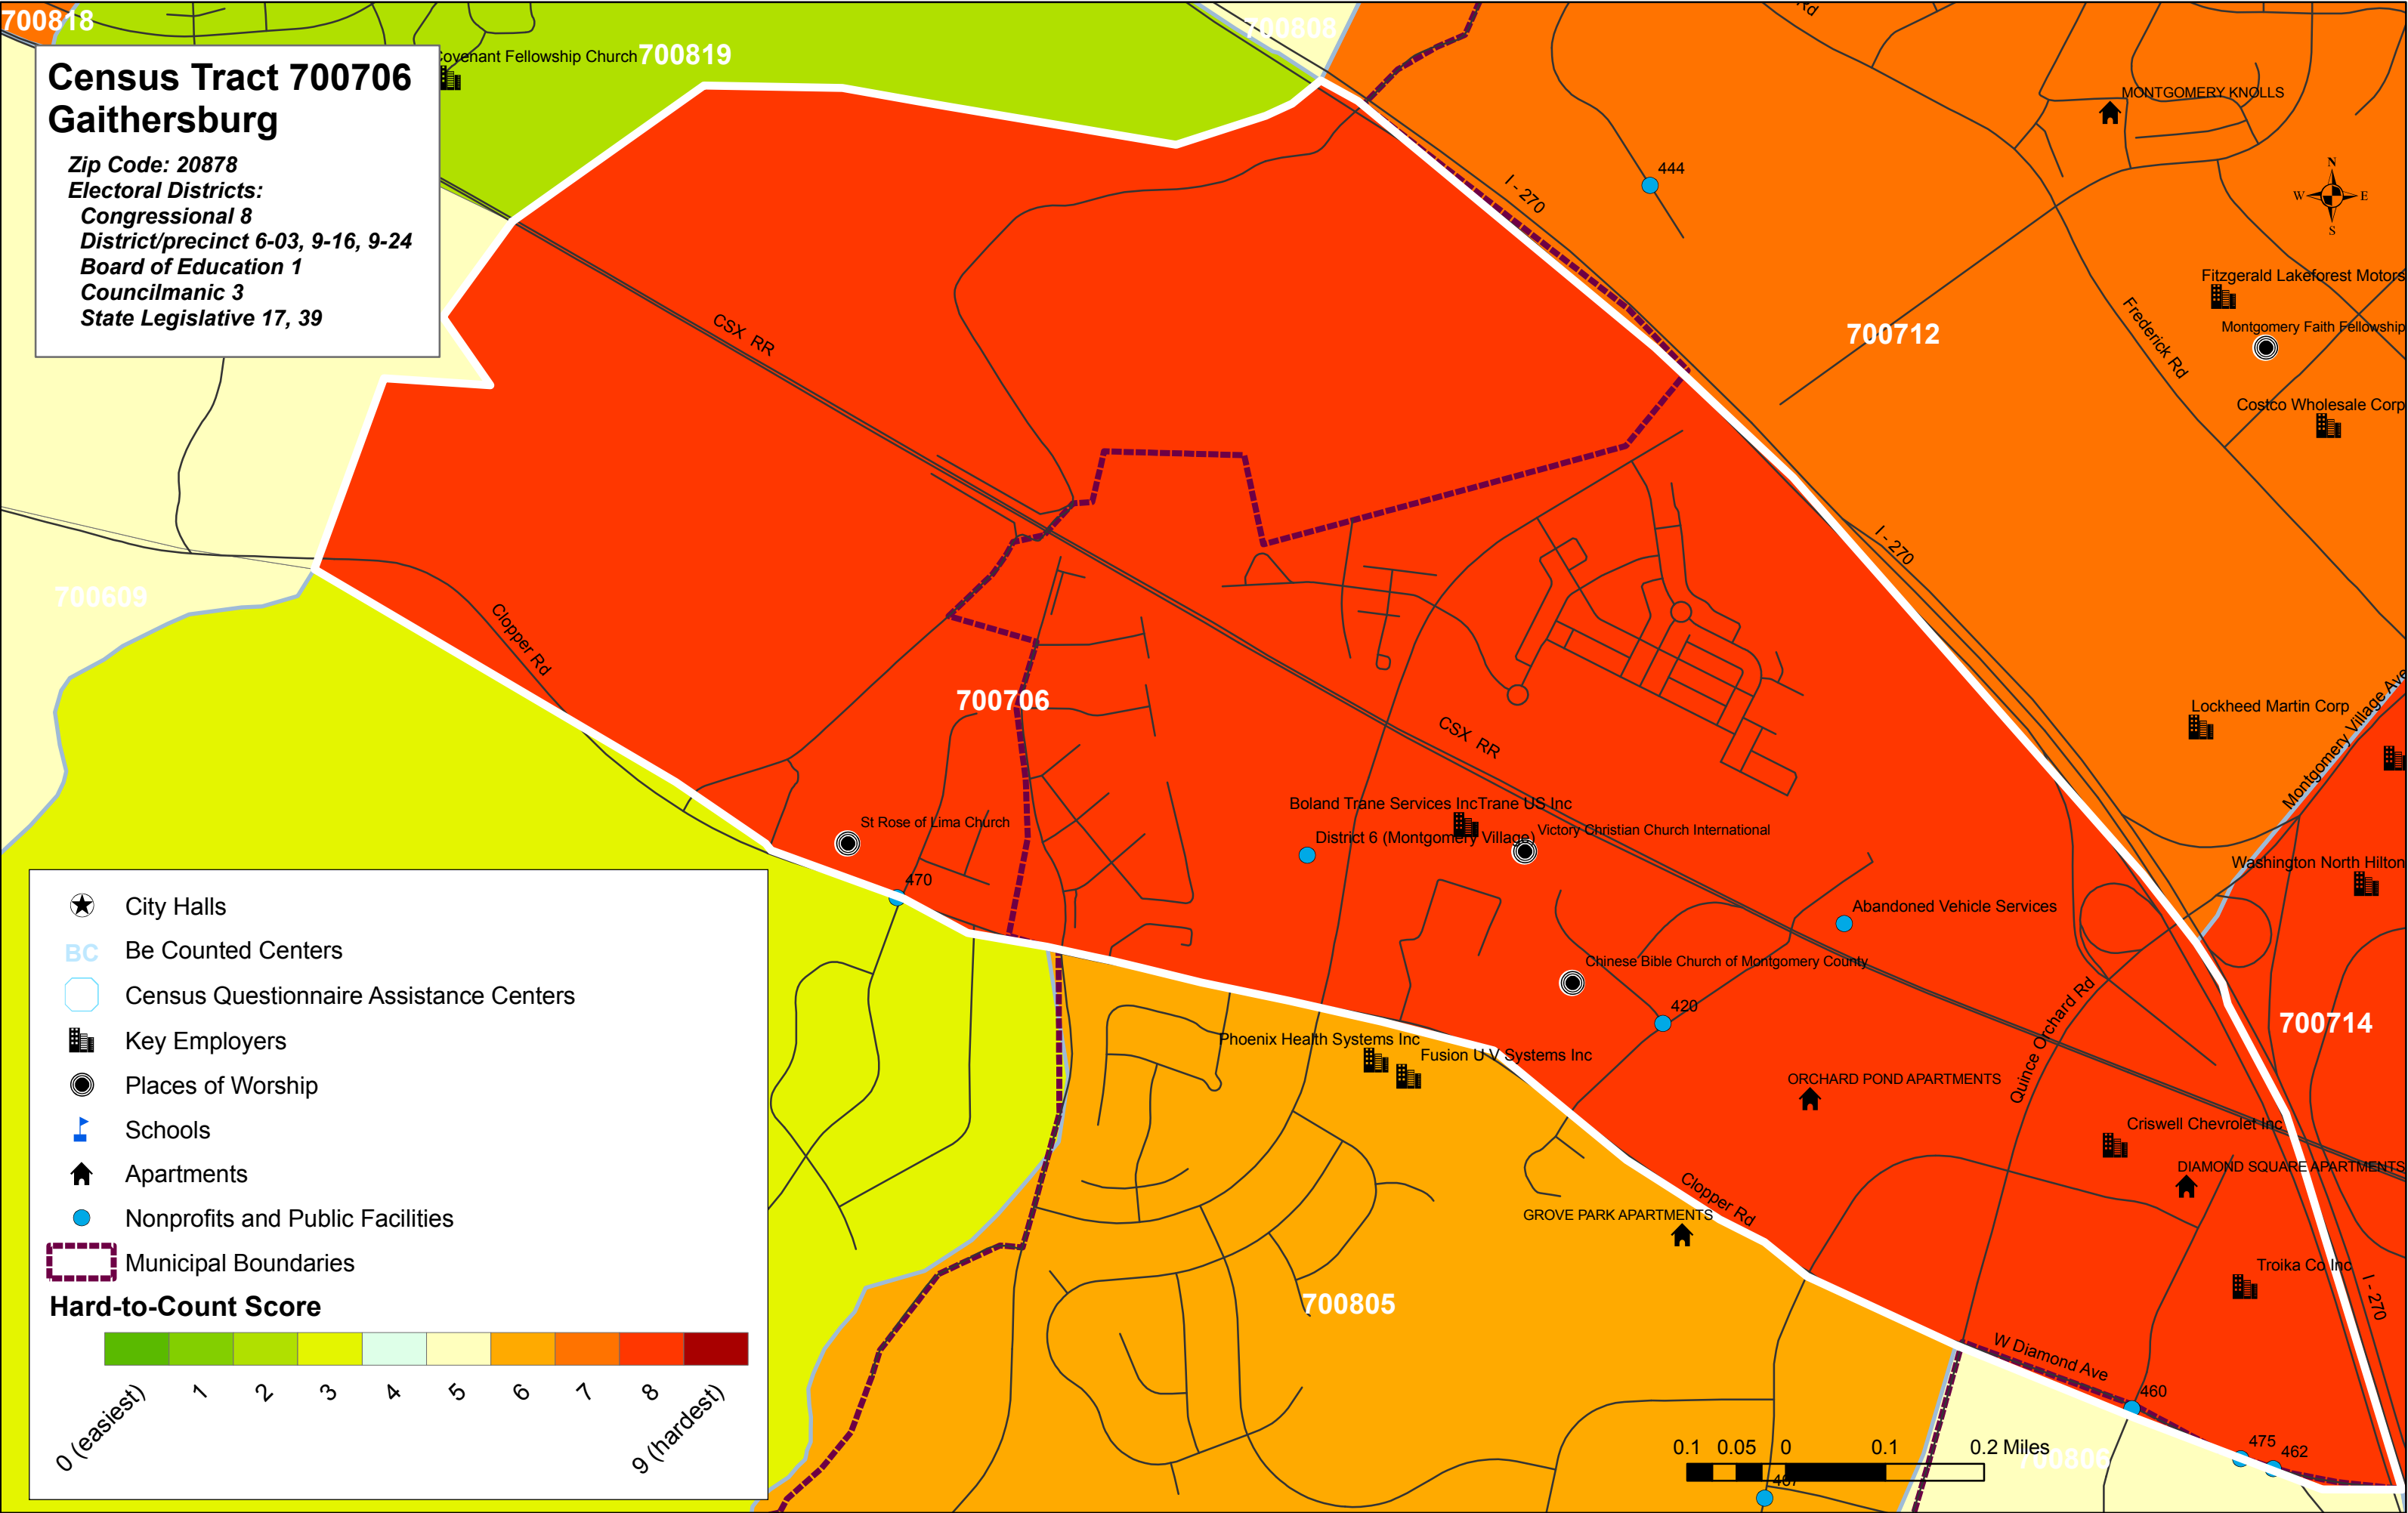 700818
Census Tract 700706
Gaithersburg
Zip Code: 20878
Electoral Districts:
Congressional 8
District/precinct 6-03, 9-16, 9-24
Board of Education 1
Councilmanic 3
State Legislative 17, 39
Covenant Fellowship Church
700819
700808
Rd
MONTGOMERY KNOLLS
444
I - 270
N
W E
S
Fitzgerald Lakeforest Motors
Montgomery Faith Fellowship
700712
Frederick Rd
Costco Wholesale Corp
CSX RR
I - 270
700609
Clopper Rd
700706
CSX RR
Lockheed Martin Corp
Montgomery Village Ave
St Rose of Lima Church
Boland Trane Services IncTrane US Inc
District 6 (Montgomery Village)
Victory Christian Church International
Washington North Hilton
470
Abandoned Vehicle Services
Chinese Bible Church of Montgomery County
420
Quince Orchard Rd
700714
Phoenix Health Systems Inc
Fusion U V Systems Inc
ORCHARD POND APARTMENTS
Criswell Chevrolet Inc
DIAMOND SQUARE APARTMENTS
Clopper Rd
GROVE PARK APARTMENTS
Troika Co Inc
I - 270
700805
W Diamond Ave
460
475
462
700806
467
0.1 0.05 0 0.1 0.2 Miles
City Halls
BC Be Counted Centers
Census Questionnaire Assistance Centers
Key Employers
Places of Worship
Schools
Apartments
Nonprofits and Public Facilities
Municipal Boundaries
Hard-to-Count Score
0 (easiest) 1 2 3 4 5 6 7 8 9 (hardest)